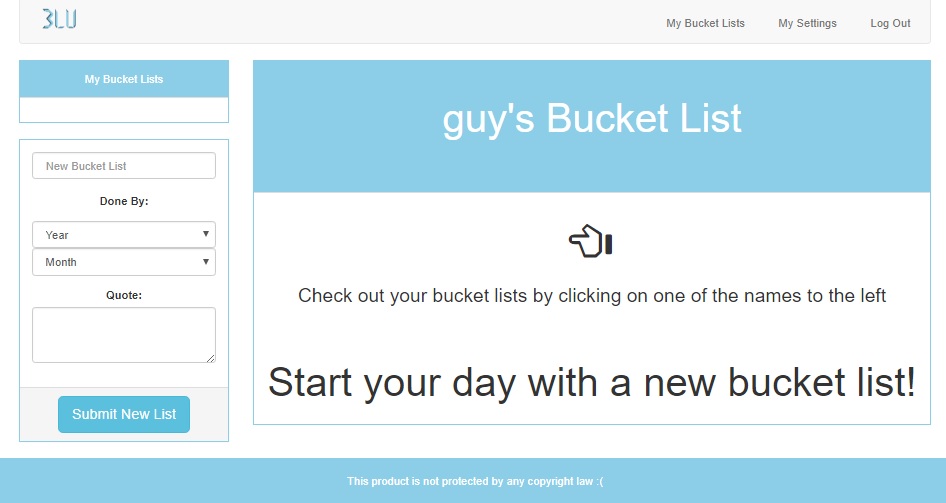 BLU
My Bucket Lists
My Settings
Log Out
My Bucket Lists
New Bucket List
Done By:
Year
Month
Quote:
Submit New List
guy's Bucket List
Check out your bucket lists by clicking on one of the names to the left
Start your day with a new bucket list!
This product is not protected by any copyright law :(